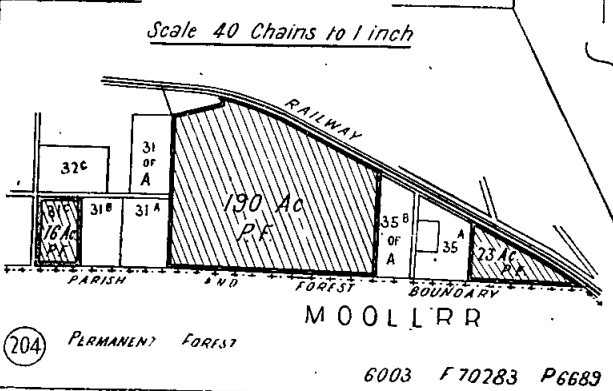 Scale 40 Chains to 1 inch
RAILWAY
32C
31 OF A
31B
31A
16 Ac.
P.F.
190 Ac
P.F.
35B OF A
35A
23 Ac.
P.F.
PARISH AND FOREST BOUNDARY
MOOLLRR
204 PERMANENT FOREST
6003 F70283 P6689